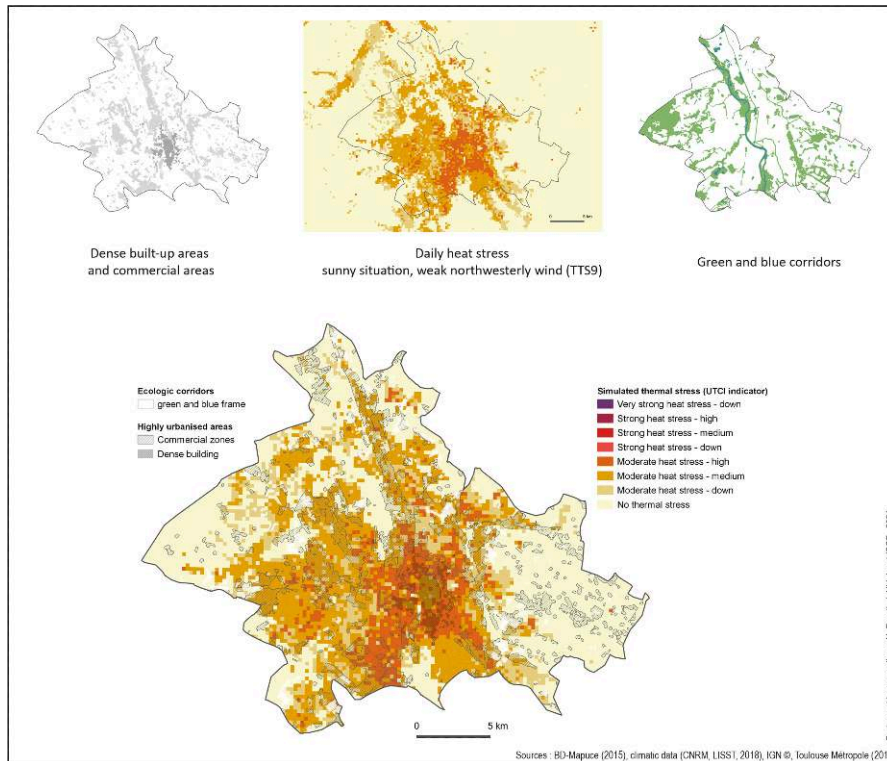 Dense built-up areas
and commercial areas
0 5 km
Daily heat stress
sunny situation, weak northwesterly wind (TTS9)
Green and blue corridors
Ecologic corridors
green and blue frame
Highly urbanised areas
Commercial zones
Dense building
Simulated thermal stress (UTCI indicator)
Very strong heat stress - down
Strong heat stress - high
Strong heat stress - medium
Strong heat stress - down
Moderate heat stress - high
Moderate heat stress - medium
Moderate heat stress - down
No thermal stress
0 5 km
Sources : BD-Mapuce (2015), climatic data (CNRM, LISST, 2018), IGN ©, Toulouse Métropole (201